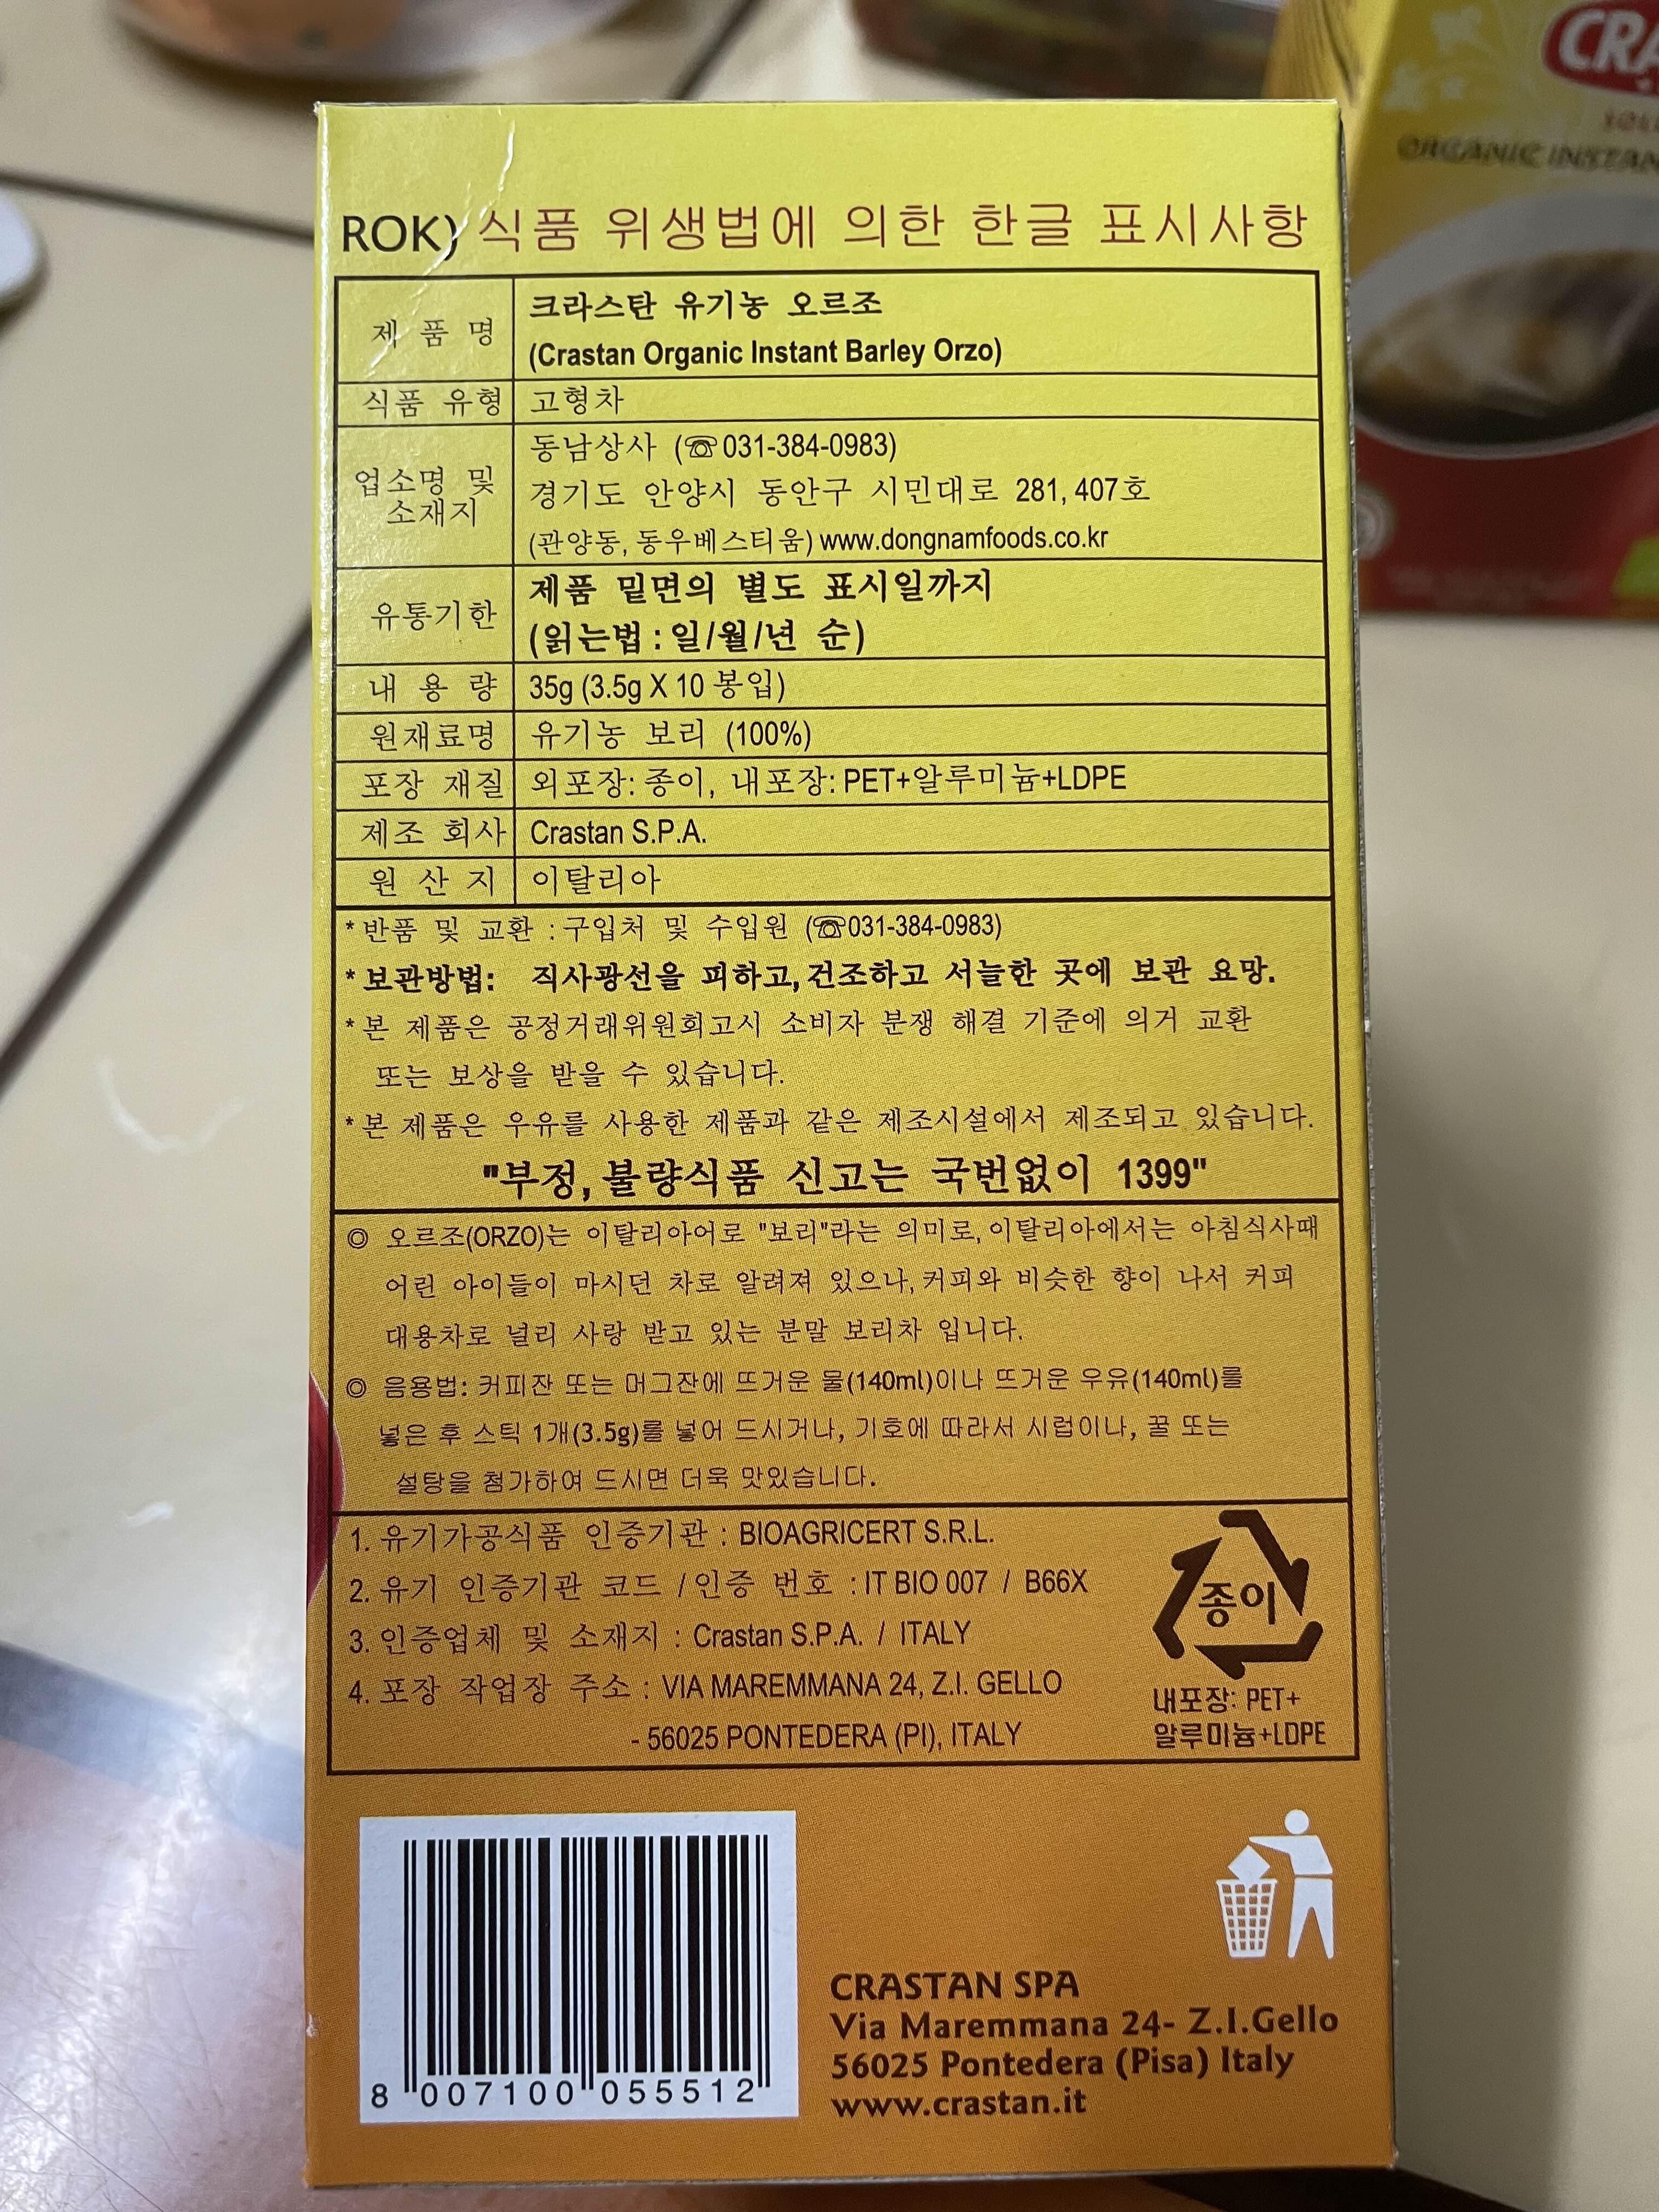 ROK) 식품 위생법에 의한 한글 표시사항
제 품 명
크라스탄 유기농 오르조
(Crastan Organic Instant Barley Orzo)
식품 유형 고형차
업소명 및
소재지
동남상사 (☏031-384-0983)
경기도 안양시 동안구 시민대로 281, 407호
(관양동, 동우베스티움) www.dongnamfoods.co.kr
유통기한
제품 밑면의 별도 표시일까지
(읽는법 : 일/월/년 순)
내 용 량 35g (3.5g X 10 봉입)
원재료명 유기농 보리 (100%)
포장 재질 외포장: 종이, 내포장: PET+알루미늄+LDPE
제조 회사 Crastan S.P.A.
원 산 지 이탈리아
* 반품 및 교환 : 구입처 및 수입원 (☏031-384-0983)
* 보관방법: 직사광선을 피하고, 건조하고 서늘한 곳에 보관 요망.
* 본 제품은 공정거래위원회고시 소비자 분쟁 해결 기준에 의거 교환
또는 보상을 받을 수 있습니다.
* 본 제품은 우유를 사용한 제품과 같은 제조시설에서 제조되고 있습니다.
"부정, 불량식품 신고는 국번없이 1399"
◎ 오르조(ORZO)는 이탈리아어로 "보리"라는 의미로, 이탈리아에서는 아침식사때
어린 아이들이 마시던 차로 알려져 있으나, 커피와 비슷한 향이 나서 커피
대용차로 널리 사랑 받고 있는 분말 보리차 입니다.
◎ 음용법: 커피잔 또는 머그잔에 뜨거운 물(140ml)이나 뜨거운 우유(140ml)를
넣은 후 스틱 1개(3.5g)를 넣어 드시거나, 기호에 따라서 시럽이나, 꿀 또는
설탕을 첨가하여 드시면 더욱 맛있습니다.
1. 유기가공식품 인증기관 : BIOAGRICERT S.R.L.
2. 유기 인증기관 코드 / 인증 번호 : IT BIO 007 / B66X
3. 인증업체 및 소재지 : Crastan S.P.A. / ITALY
4. 포장 작업장 주소 : VIA MAREMMANA 24, Z.I. GELLO
- 56025 PONTEDERA (PI), ITALY
종이
내포장: PET+
알루미늄+LDPE
8 007100 055512
CRASTAN SPA
Via Maremmana 24- Z.I.Gello
56025 Pontedera (Pisa) Italy
www.crastan.it
CRA
ORGANIC INSTAN